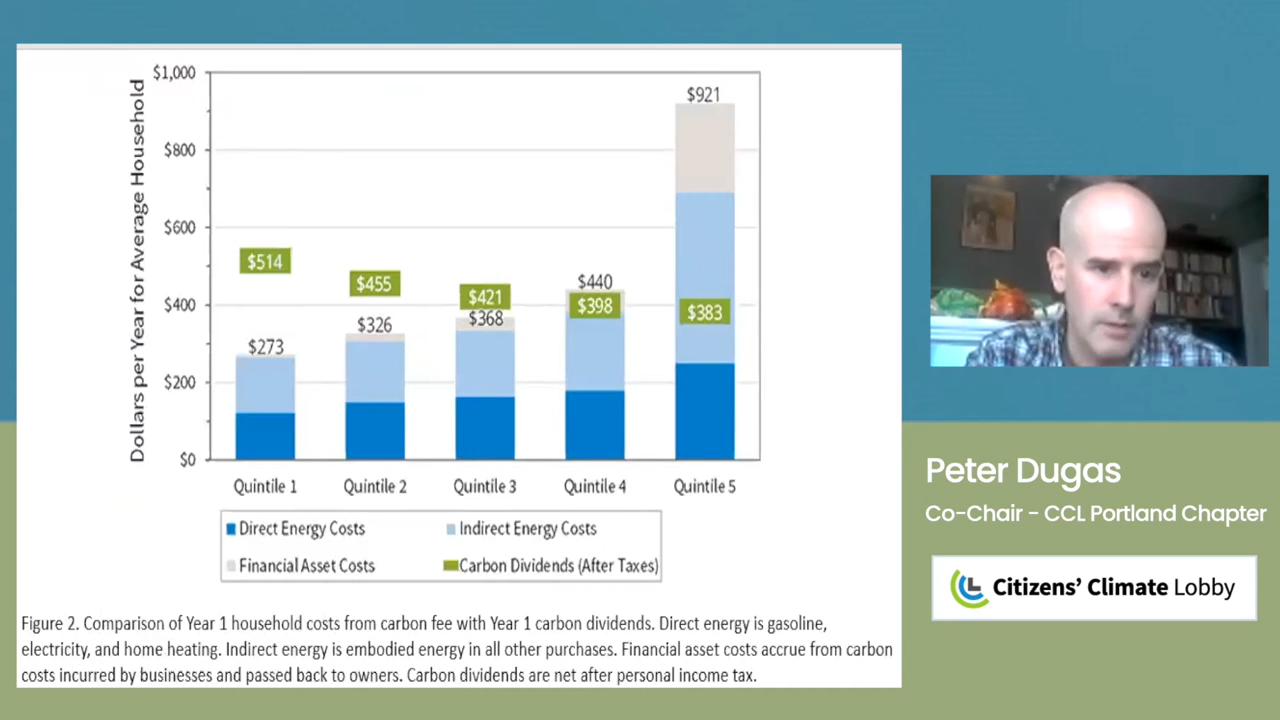 Dollars per Year for Average Household
$1,000
$800
$600
$400
$200
$0
$514
$273
$455
$326
$421
$368
$440
$398
$921
$383
Quintile 1
Quintile 2
Quintile 3
Quintile 4
Quintile 5
Direct Energy Costs
Indirect Energy Costs
Financial Asset Costs
Carbon Dividends (After Taxes)
Figure 2. Comparison of Year 1 household costs from carbon fee with Year 1 carbon dividends. Direct energy is gasoline,
electricity, and home heating. Indirect energy is embodied energy in all other purchases. Financial asset costs accrue from carbon
costs incurred by businesses and passed back to owners. Carbon dividends are net after personal income tax.
Peter Dugas
Co-Chair - CCL Portland Chapter
Citizens' Climate Lobby